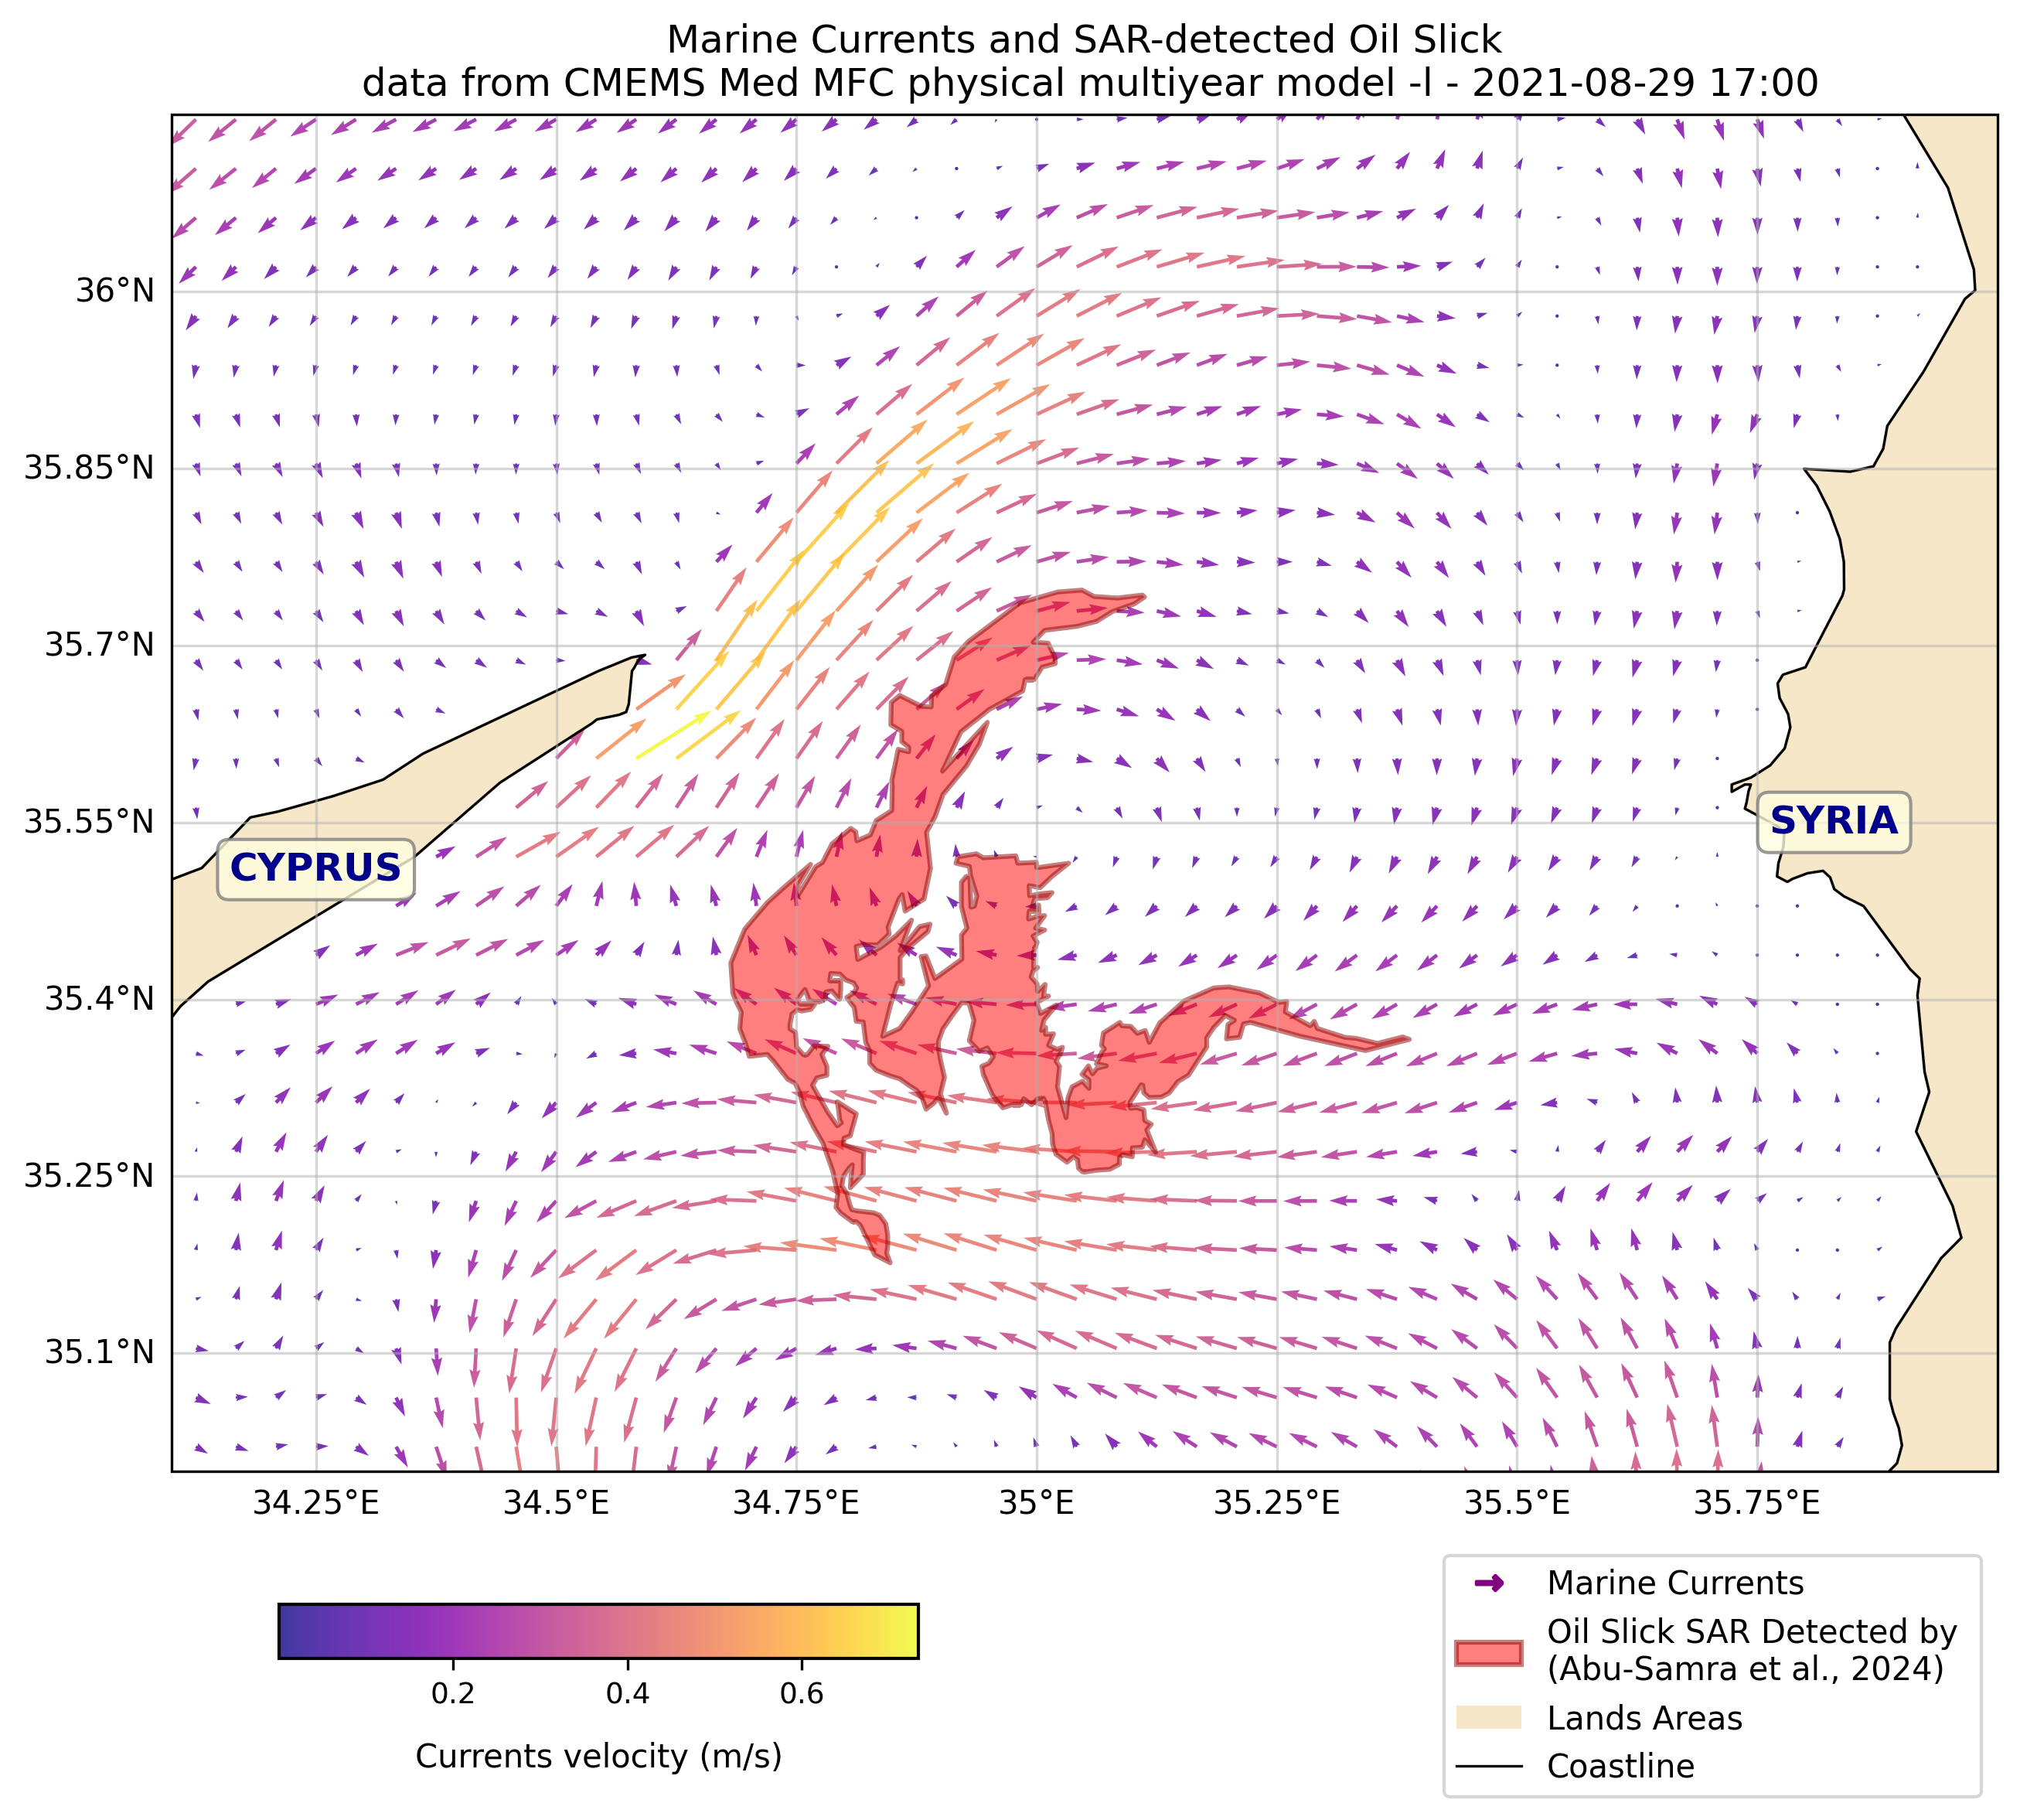 Marine Currents and SAR-detected Oil Slick
data from CMEMS Med MFC physical multiyear model -l - 2021-08-29 17:00
36°N
35.85°N
35.7°N
35.55°N
35.4°N
35.25°N
35.1°N
CYPRUS
SYRIA
34.25°E
34.5°E
34.75°E
35°E
35.25°E
35.5°E
35.75°E
0.2
0.4
0.6
Currents velocity (m/s)
Marine Currents
Oil Slick SAR Detected by
(Abu-Samra et al., 2024)
Lands Areas
Coastline